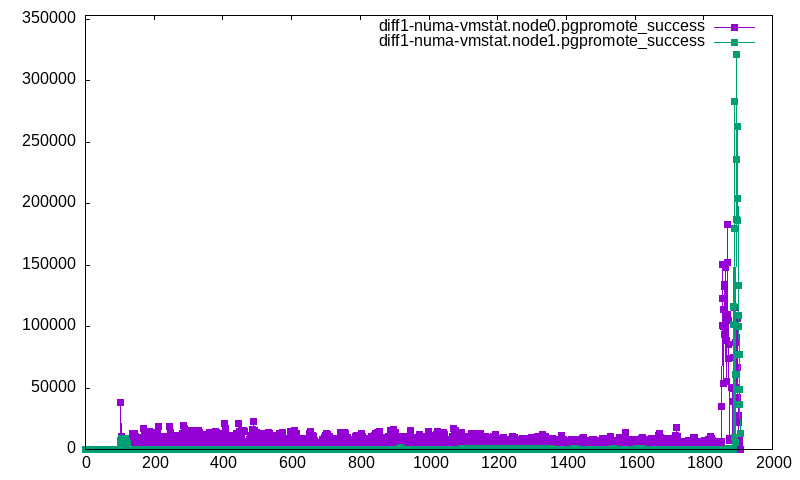 diff1-numa-vmstat.node0.pgpromote_success
diff1-numa-vmstat.node1.pgpromote_success
350000
300000
250000
200000
150000
100000
50000
0
0 200 400 600 800 1000 1200 1400 1600 1800 2000